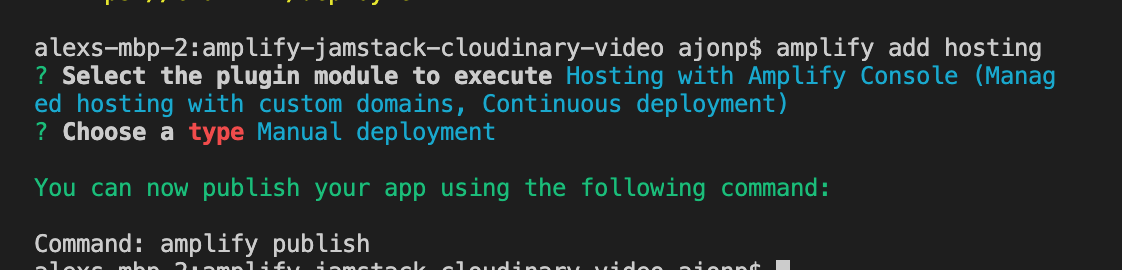 alexs-mbp-2:amplify-jamstack-cloudinary-video ajonp$ amplify add hosting
? Select the plugin module to execute Hosting with Amplify Console (Manag
ed hosting with custom domains, Continuous deployment)
? Choose a type Manual deployment
You can now publish your app using the following command:
Command: amplify publish
alexs-mbp-2:amplify-jamstack-cloudinary-video ajonp$